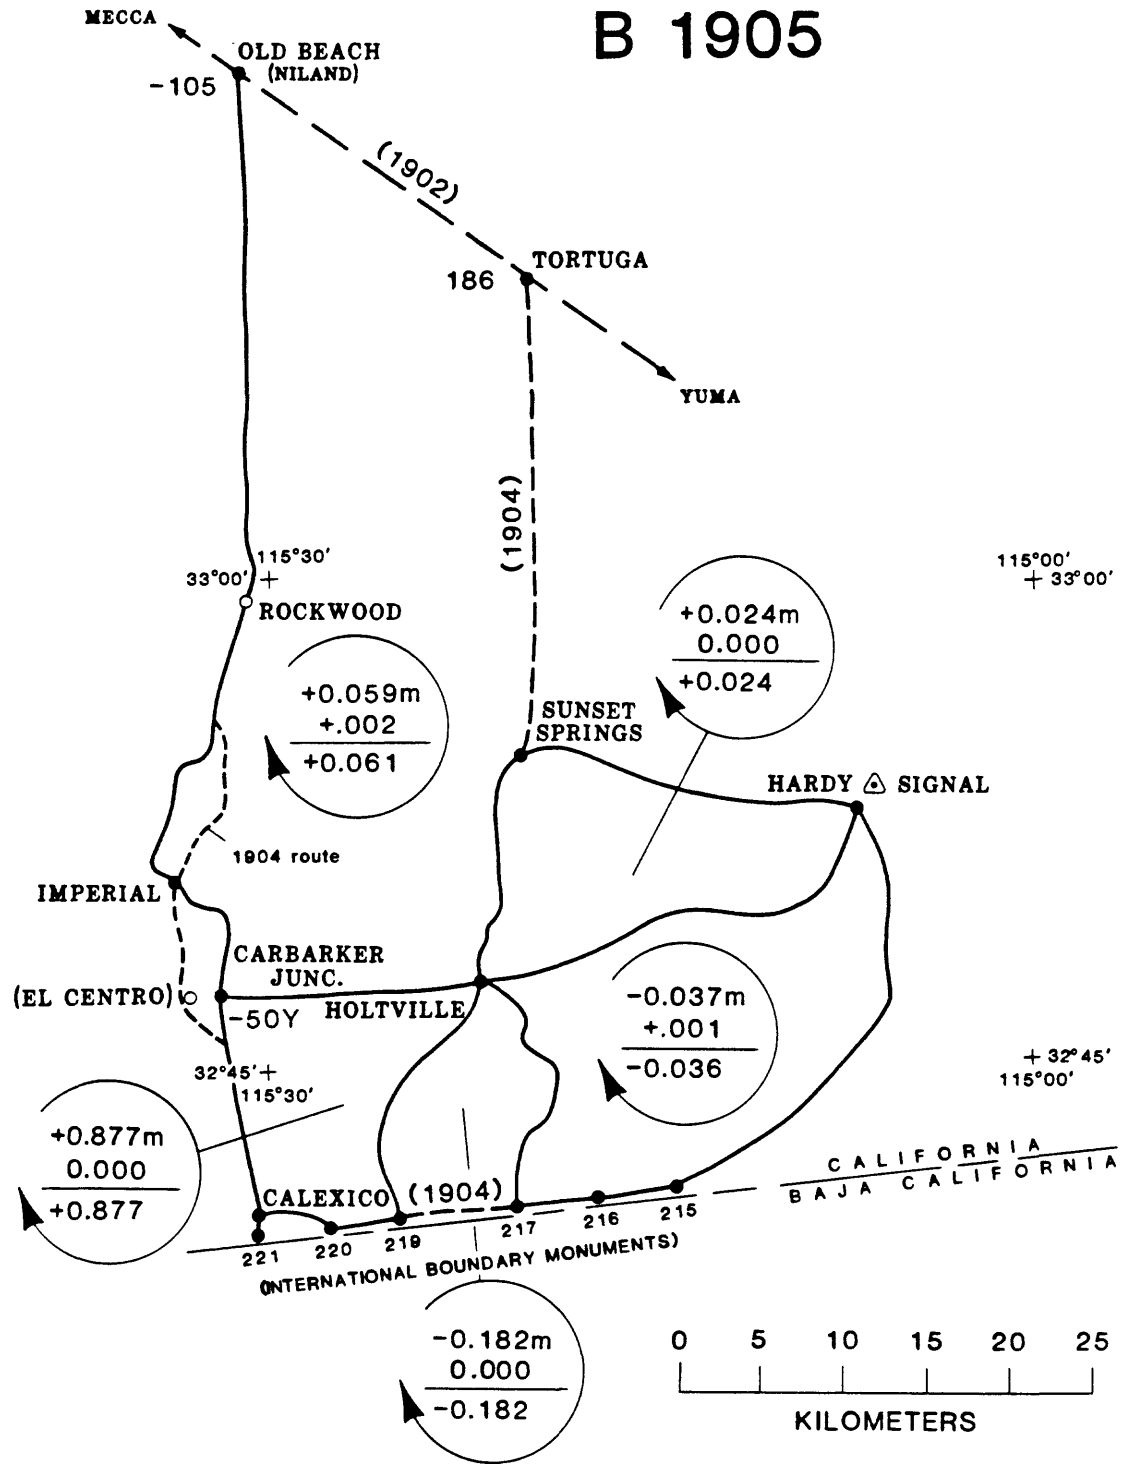 B 1905
MECCA
OLD BEACH
(NILAND)
-105
(1902)
TORTUGA
186
YUMA
(1904)
115°30'
33°00'
ROCKWOOD
115°00'
33°00'
+0.024m
0.000
+0.024
+0.059m
+.002
+0.061
SUNSET
SPRINGS
HARDY SIGNAL
1904 route
IMPERIAL
CARBARKER
JUNC.
(EL CENTRO)
-50Y
HOLTVILLE
-0.037m
+.001
-0.036
32°45'
115°30'
32°45'
115°00'
+0.877m
0.000
+0.877
CALIFORNIA
BAJA CALIFORNIA
CALEXICO
(1904)
221
220
219
217
216
215
(INTERNATIONAL BOUNDARY MONUMENTS)
-0.182m
0.000
-0.182
0 5 10 15 20 25
KILOMETERS